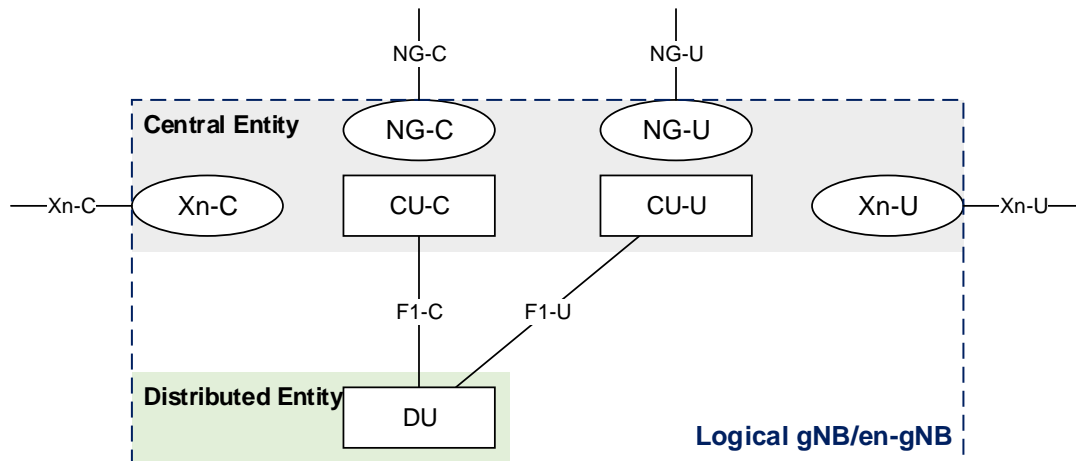 NG-C
NG-U
Central Entity
NG-C
NG-U
Xn-C
Xn-C
CU-C
CU-U
Xn-U
Xn-U
F1-C
F1-U
Distributed Entity
DU
Logical gNB/en-gNB